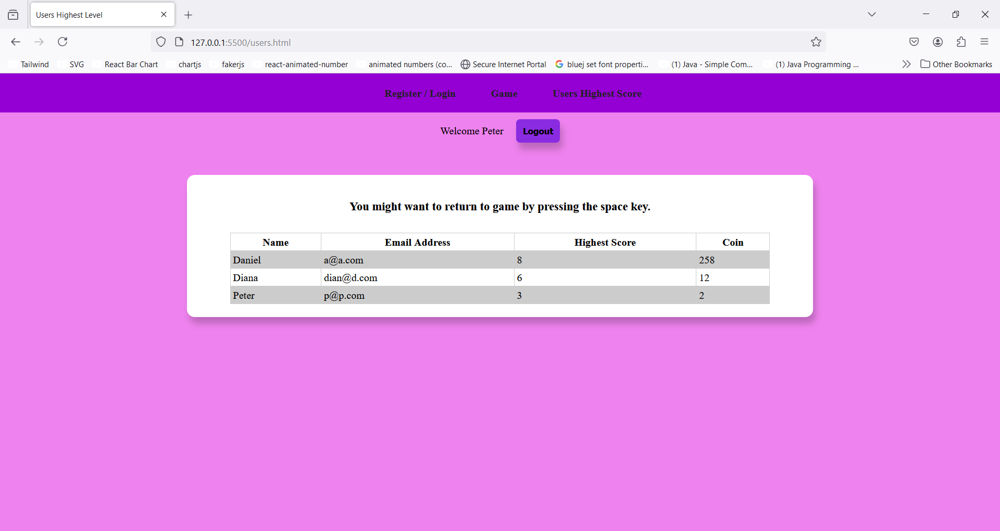 Users Highest Level
127.0.0.1:5500/users.html
Tailwind SVG React Bar Chart chartjs fakerjs react-animated-number animated numbers (co... Secure Internet Portal bluej set font properti... (1) Java - Simple Com... (1) Java Programming ... Other Bookmarks
Register / Login Game Users Highest Score
Welcome Peter Logout
You might want to return to game by pressing the space key.
Name Email Address Highest Score Coin
Daniel a@a.com 8 258
Diana dian@d.com 6 12
Peter p@p.com 3 2